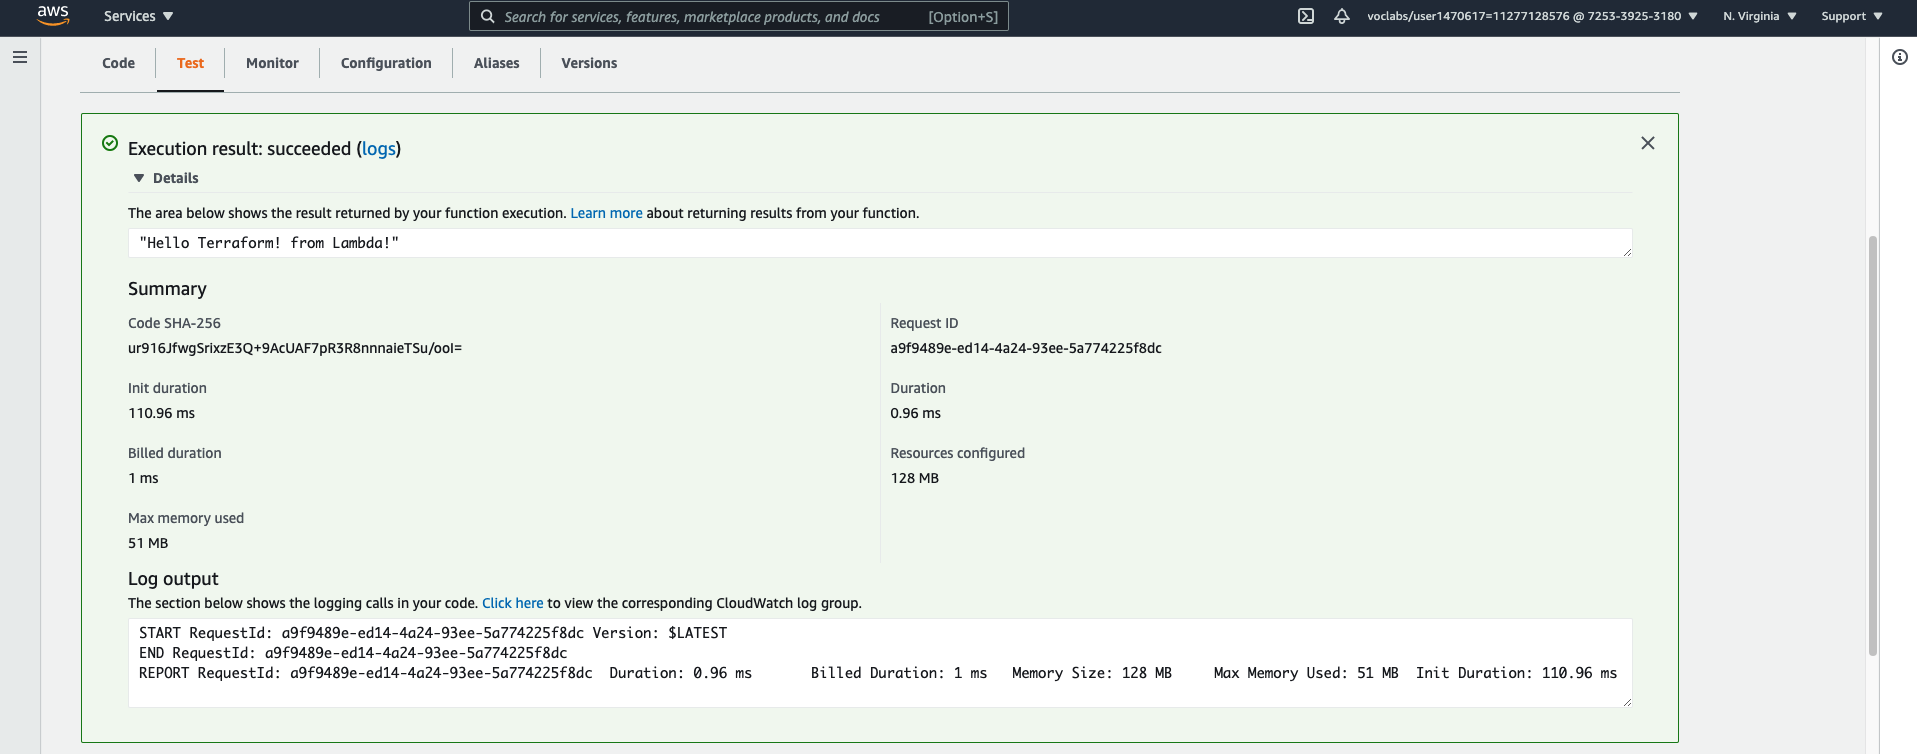 aws Services ▼ Search for services, features, marketplace products, and docs [Option+S] voclabs/user1470617=11277128576 @ 7253-3925-3180 ▼ N. Virginia ▼ Support ▼
Code Test Monitor Configuration Aliases Versions
Execution result: succeeded (logs)
▼ Details
The area below shows the result returned by your function execution. Learn more about returning results from your function.
"Hello Terraform! from Lambda!"
Summary
Code SHA-256 Request ID
ur916JfwgSrixzE3Q+9AcUAF7pR3R8nnnaieTSu/ooI= a9f9489e-ed14-4a24-93ee-5a774225f8dc
Init duration Duration
110.96 ms 0.96 ms
Billed duration Resources configured
1 ms 128 MB
Max memory used
51 MB
Log output
The section below shows the logging calls in your code. Click here to view the corresponding CloudWatch log group.
START RequestId: a9f9489e-ed14-4a24-93ee-5a774225f8dc Version: $LATEST
END RequestId: a9f9489e-ed14-4a24-93ee-5a774225f8dc
REPORT RequestId: a9f9489e-ed14-4a24-93ee-5a774225f8dc Duration: 0.96 ms Billed Duration: 1 ms Memory Size: 128 MB Max Memory Used: 51 MB Init Duration: 110.96 ms